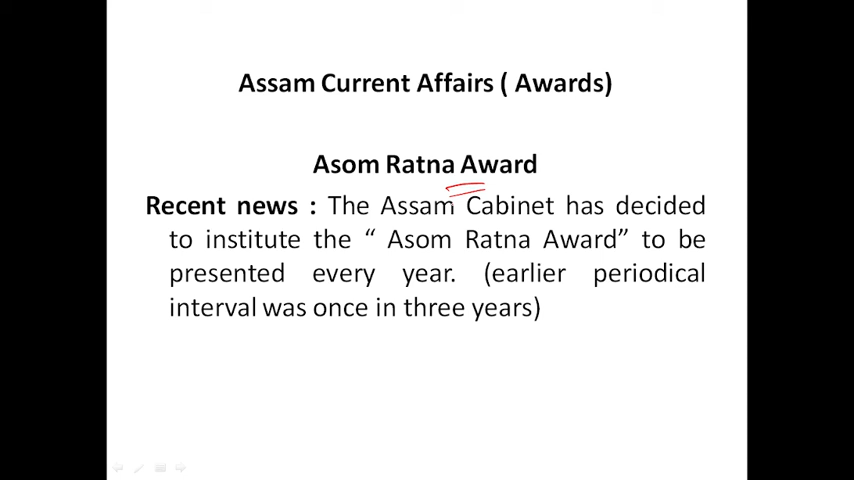 Assam Current Affairs ( Awards)
Asom Ratna Award
Recent news : The Assam Cabinet has decided
to institute the “ Asom Ratna Award” to be
presented every year. (earlier periodical
interval was once in three years)